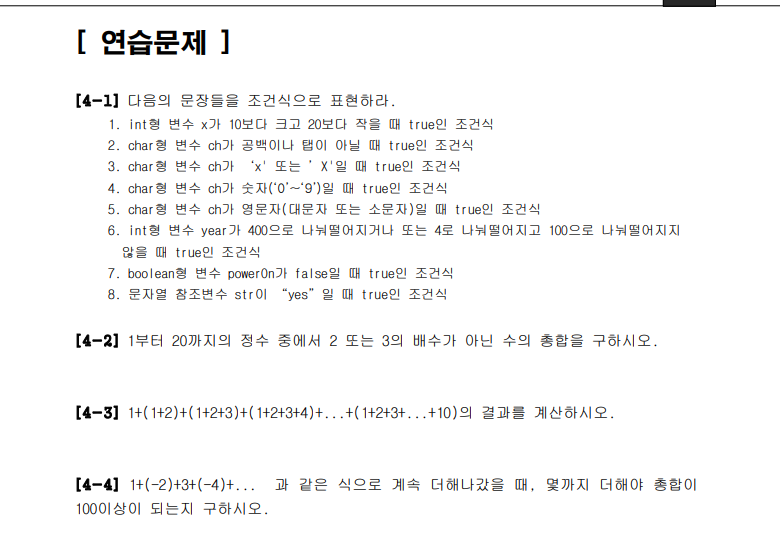 [ 연습문제 ]
[4-1] 다음의 문장들을 조건식으로 표현하라.
1. int형 변수 x가 10보다 크고 20보다 작을 때 true인 조건식
2. char형 변수 ch가 공백이나 탭이 아닐 때 true인 조건식
3. char형 변수 ch가 ‘x' 또는 ’X'일 때 true인 조건식
4. char형 변수 ch가 숫자(‘0’~‘9’)일 때 true인 조건식
5. char형 변수 ch가 영문자(대문자 또는 소문자)일 때 true인 조건식
6. int형 변수 year가 400으로 나눠떨어지거나 또는 4로 나눠떨어지고 100으로 나눠떨어지지
않을 때 true인 조건식
7. boolean형 변수 powerOn가 false일 때 true인 조건식
8. 문자열 참조변수 str이 “yes”일 때 true인 조건식
[4-2] 1부터 20까지의 정수 중에서 2 또는 3의 배수가 아닌 수의 총합을 구하시오.
[4-3] 1+(1+2)+(1+2+3)+(1+2+3+4)+...+(1+2+3+...+10)의 결과를 계산하시오.
[4-4] 1+(-2)+3+(-4)+... 과 같은 식으로 계속 더해나갔을 때, 몇까지 더해야 총합이
100이상이 되는지 구하시오.